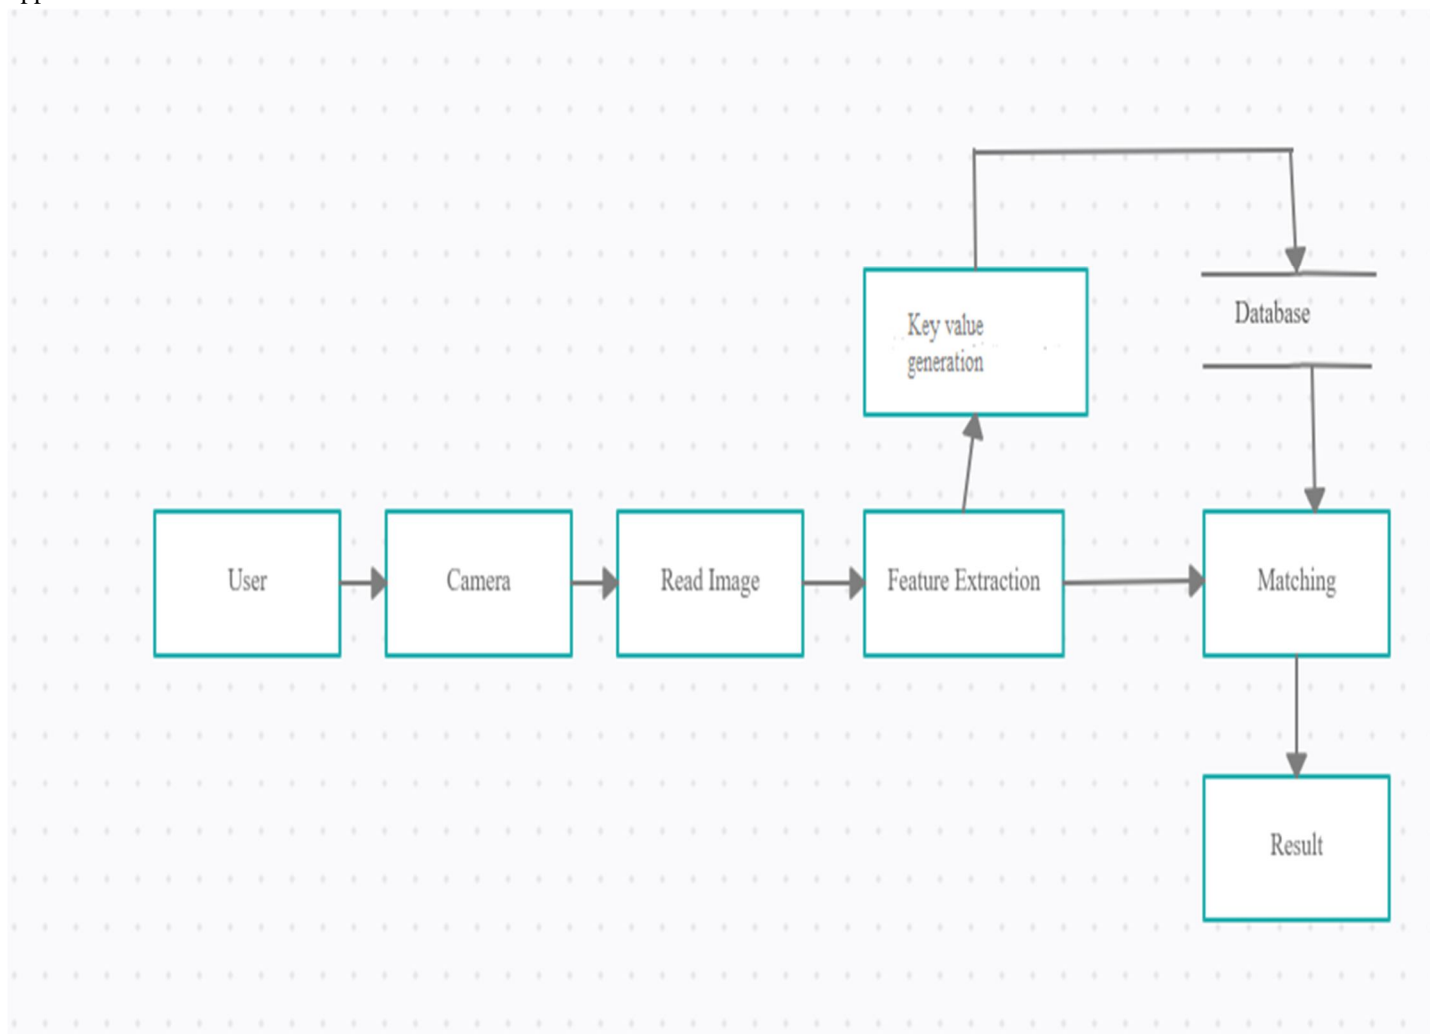 Key value
generation
Database
User
Camera
Read Image
Feature Extraction
Matching
Result